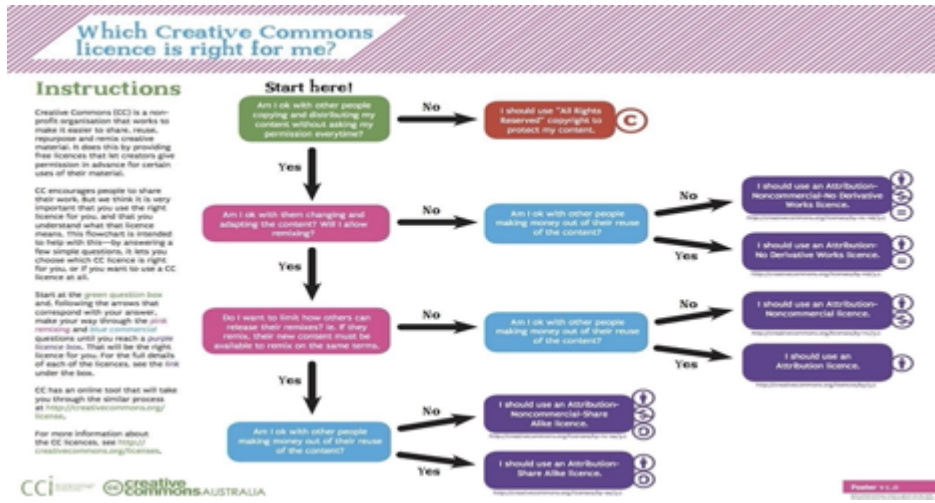 Which Creative Commons
licence is right for me?
Instructions
Creative Commons (CC) is a non-
profit organisation that works to
make it easier to share, reuse,
repurpose and remix creative
material. It does this by providing
free licences that let creators give
permission in advance for certain
uses of their material.
CC encourages people to share
their work. But we think it is very
important that you use the right
licence for you, and that you
understand what that licence
means. This flowchart is intended
to help with this—by answering a
few simple questions, it lets you
choose which CC licence is right
for you, or if you want to use a CC
licence at all.
Start at the green question box
and, following the arrows that
correspond with your answer,
make your way through the pink
remixing and blue commercial
questions until you reach a purple
licence box. That will be the right
licence for you. For the full details
of each of the licences, see the link
under the box.
CC has an online tool that will take
you through the similar process
at http://creativecommons.org/
license.
For more information about
the CC licences, see http://
creativecommons.org/licenses.
Start here!
Am I ok with other people
copying and distributing my
content without asking my
permission everytime?
No
I should use "All Rights
Reserved" copyright to
protect my content.
C
Yes
Am I ok with them changing and
adapting the content? Will I allow
remixing?
No
Am I ok with other people
making money out of their reuse
of the content?
No
I should use an Attribution-
Noncommercial-No Derivative
Works licence.
Yes
I should use an Attribution-
No Derivative Works licence.
Yes
Do I want to limit how others can
release their remixes? ie. If they
remix, their new content must be
available to remix on the same terms.
No
Am I ok with other people
making money out of their reuse
of the content?
No
I should use an Attribution-
Noncommercial licence.
Yes
I should use an
Attribution licence.
Yes
Am I ok with other people
making money out of their reuse
of the content?
No
I should use an Attribution-
Noncommercial-Share
Alike licence.
Yes
I should use an Attribution-
Share Alike licence.
CCi
cc creative
commons AUSTRALIA
Poster